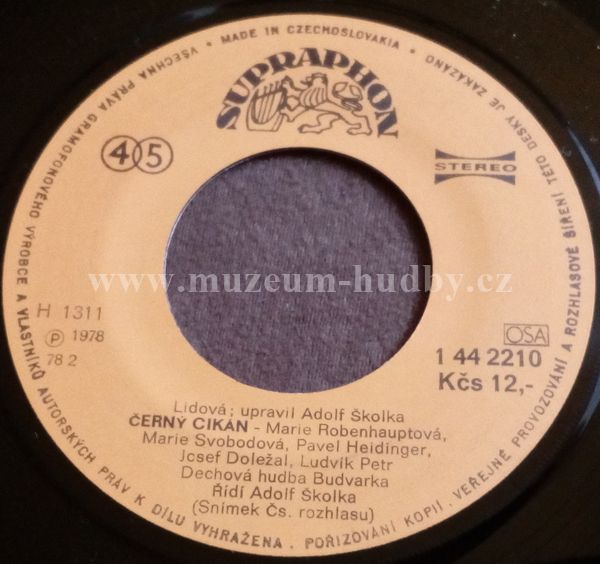 VŠECHNA PRÁVA GRAMOFONOVÉHO VÝROBCE A VLASTNÍKŮ AUTORSKÝCH PRÁV K DÍLU VYHRAŽENA . POŘIZOVÁNÍ KOPIÍ . VEŘEJNÉ PROVOZOVÁNÍ A ROZHLASOVÉ ŠÍŘENÍ TÉTO DESKY JE ZAKÁZÁNO
• MADE IN CZECHOSLOVAKIA •
SUPRAPHON
45
STEREO
www.muzeum-hudby.cz
H 1311
Ⓟ 1978
78 2
OSA
1 44 2210
Kčs 12,-
Lidová; upravil Adolf Školka
ČERNÝ CIKÁN - Marie Robenhauptová,
Marie Svobodová, Pavel Heidinger,
Josef Doležal, Ludvík Petr
Dechová hudba Budvarka
Řídí Adolf Školka
(Snímek Čs. rozhlasu)